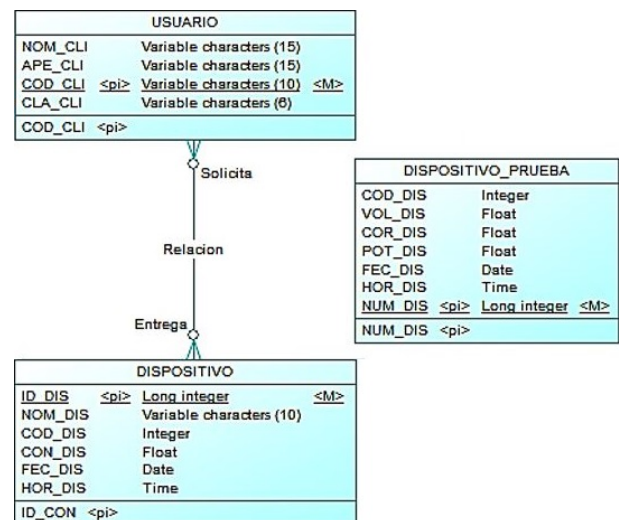 USUARIO
NOM_CLI Variable characters (15)
APE_CLI Variable characters (15)
COD_CLI <pi> Variable characters (10) <M>
CLA_CLI Variable characters (6)
COD_CLI <pi>
Solicita
Relacion
Entrega
DISPOSITIVO_PRUEBA
COD_DIS Integer
VOL_DIS Float
COR_DIS Float
POT_DIS Float
FEC_DIS Date
HOR_DIS Time
NUM_DIS <pi> Long integer <M>
NUM_DIS <pi>
DISPOSITIVO
ID_DIS <pi> Long integer <M>
NOM_DIS Variable characters (10)
COD_DIS Integer
CON_DIS Float
FEC_DIS Date
HOR_DIS Time
ID_CON <pi>